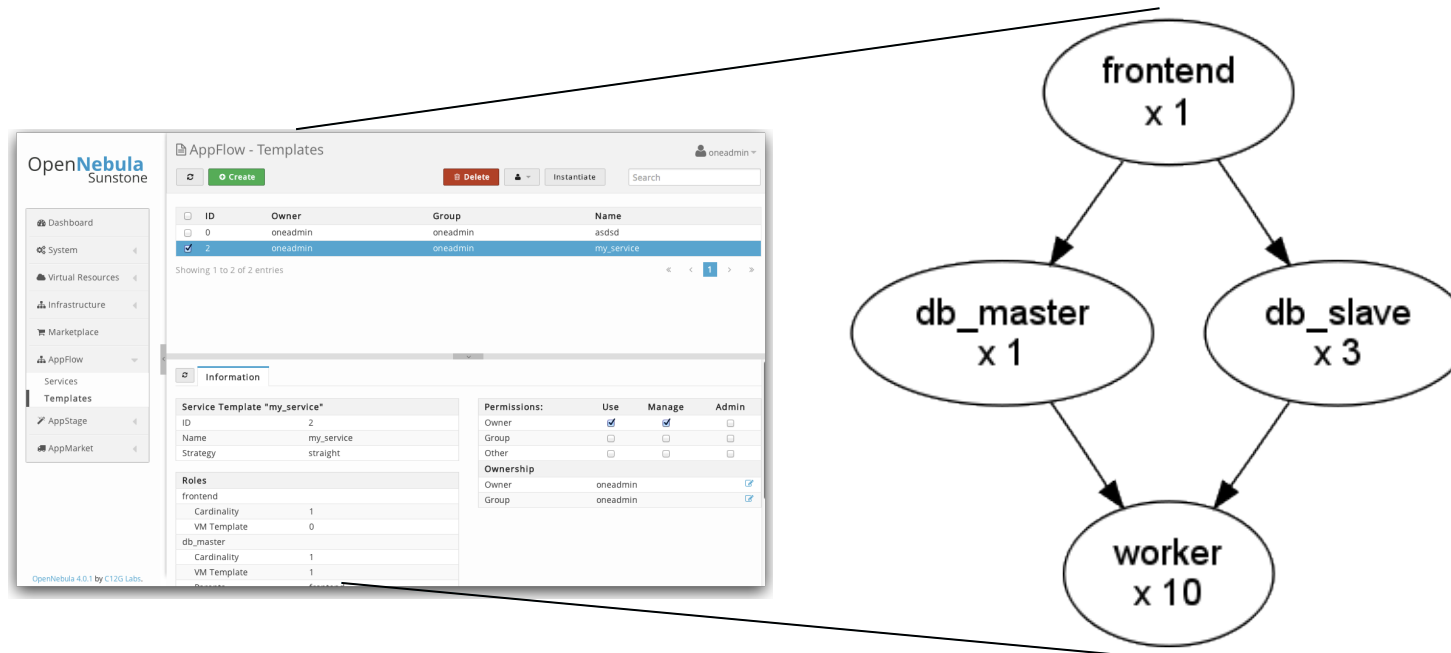 OpenNebula
Sunstone
Dashboard
System
Virtual Resources
Infrastructure
Marketplace
AppFlow
Services
Templates
AppStage
AppMarket
OpenNebula 4.0.1 by C12G Labs.
AppFlow - Templates
oneadmin
Create
Delete
Instantiate
Search
ID Owner Group Name
0 oneadmin oneadmin asdsd
2 oneadmin oneadmin my_service
Showing 1 to 2 of 2 entries
« < 1 > »
Information
Service Template "my_service"
ID 2
Name my_service
Strategy straight
Roles
frontend
Cardinality 1
VM Template 0
db_master
Cardinality 1
VM Template 1
Parents frontend
Permissions: Use Manage Admin
Owner
Group
Other
Ownership
Owner oneadmin
Group oneadmin
frontend
x 1
db_master
x 1
db_slave
x 3
worker
x 10